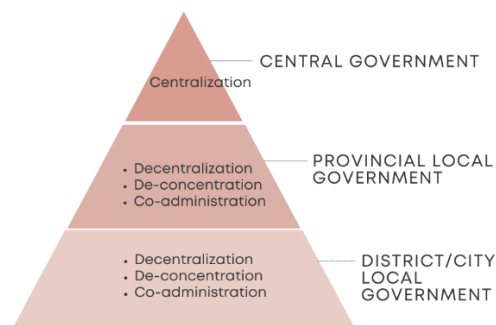 CENTRAL GOVERNMENT
Centralization
PROVINCIAL LOCAL
GOVERNMENT
• Decentralization
• De-concentration
• Co-administration
DISTRICT/CITY
LOCAL
GOVERNMENT
• Decentralization
• De-concentration
• Co-administration